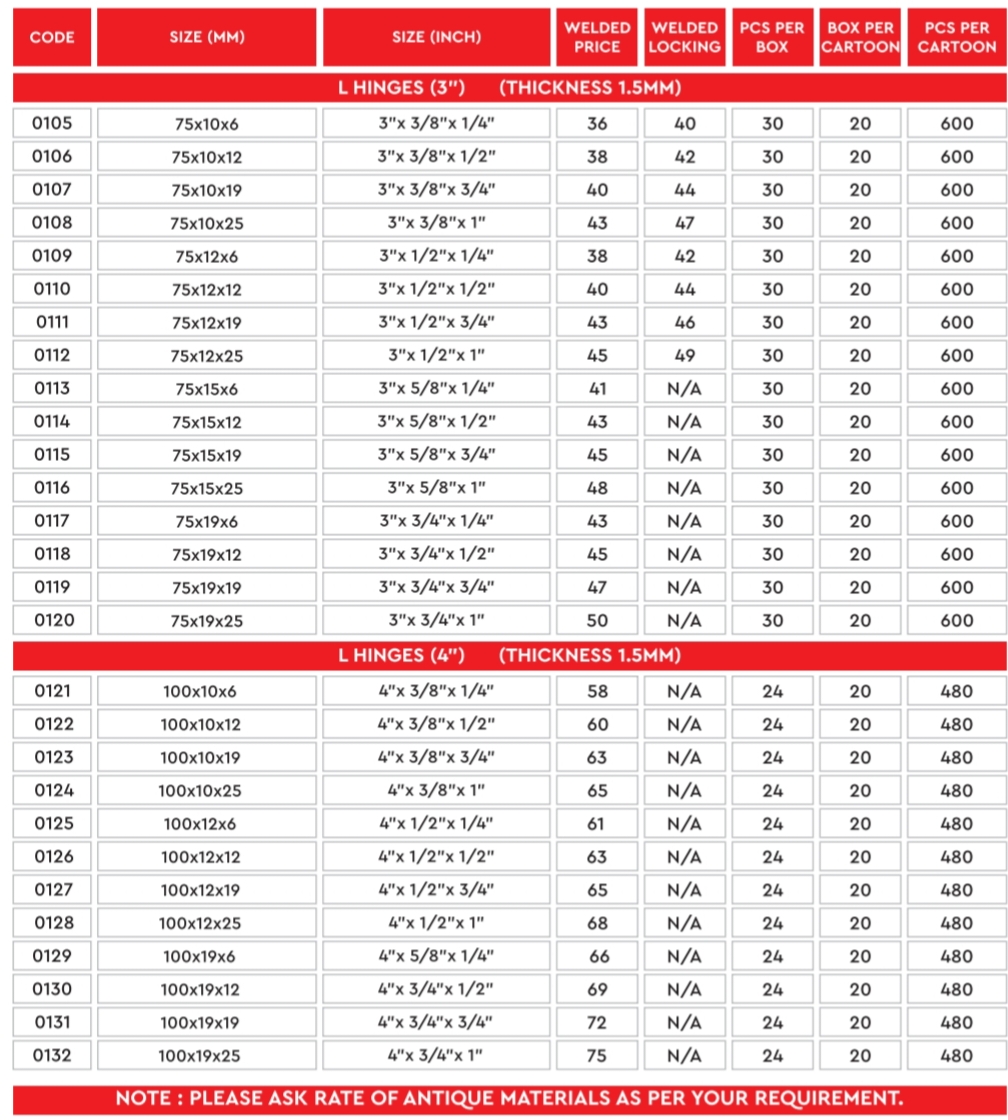 CODE SIZE (MM) SIZE (INCH) WELDED PRICE WELDED LOCKING PCS PER BOX BOX PER CARTOON PCS PER CARTOON
L HINGES (3") (THICKNESS 1.5MM)
0105 75x10x6 3"x 3/8"x 1/4" 36 40 30 20 600
0106 75x10x12 3"x 3/8"x 1/2" 38 42 30 20 600
0107 75x10x19 3"x 3/8"x 3/4" 40 44 30 20 600
0108 75x10x25 3"x 3/8"x 1" 43 47 30 20 600
0109 75x12x6 3"x 1/2"x 1/4" 38 42 30 20 600
0110 75x12x12 3"x 1/2"x 1/2" 40 44 30 20 600
0111 75x12x19 3"x 1/2"x 3/4" 43 46 30 20 600
0112 75x12x25 3"x 1/2"x 1" 45 49 30 20 600
0113 75x15x6 3"x 5/8"x 1/4" 41 N/A 30 20 600
0114 75x15x12 3"x 5/8"x 1/2" 43 N/A 30 20 600
0115 75x15x19 3"x 5/8"x 3/4" 45 N/A 30 20 600
0116 75x15x25 3"x 5/8"x 1" 48 N/A 30 20 600
0117 75x19x6 3"x 3/4"x 1/4" 43 N/A 30 20 600
0118 75x19x12 3"x 3/4"x 1/2" 45 N/A 30 20 600
0119 75x19x19 3"x 3/4"x 3/4" 47 N/A 30 20 600
0120 75x19x25 3"x 3/4"x 1" 50 N/A 30 20 600
L HINGES (4") (THICKNESS 1.5MM)
0121 100x10x6 4"x 3/8"x 1/4" 58 N/A 24 20 480
0122 100x10x12 4"x 3/8"x 1/2" 60 N/A 24 20 480
0123 100x10x19 4"x 3/8"x 3/4" 63 N/A 24 20 480
0124 100x10x25 4"x 3/8"x 1" 65 N/A 24 20 480
0125 100x12x6 4"x 1/2"x 1/4" 61 N/A 24 20 480
0126 100x12x12 4"x 1/2"x 1/2" 63 N/A 24 20 480
0127 100x12x19 4"x 1/2"x 3/4" 65 N/A 24 20 480
0128 100x12x25 4"x 1/2"x 1" 68 N/A 24 20 480
0129 100x19x6 4"x 5/8"x 1/4" 66 N/A 24 20 480
0130 100x19x12 4"x 3/4"x 1/2" 69 N/A 24 20 480
0131 100x19x19 4"x 3/4"x 3/4" 72 N/A 24 20 480
0132 100x19x25 4"x 3/4"x 1" 75 N/A 24 20 480
NOTE : PLEASE ASK RATE OF ANTIQUE MATERIALS AS PER YOUR REQUIREMENT.